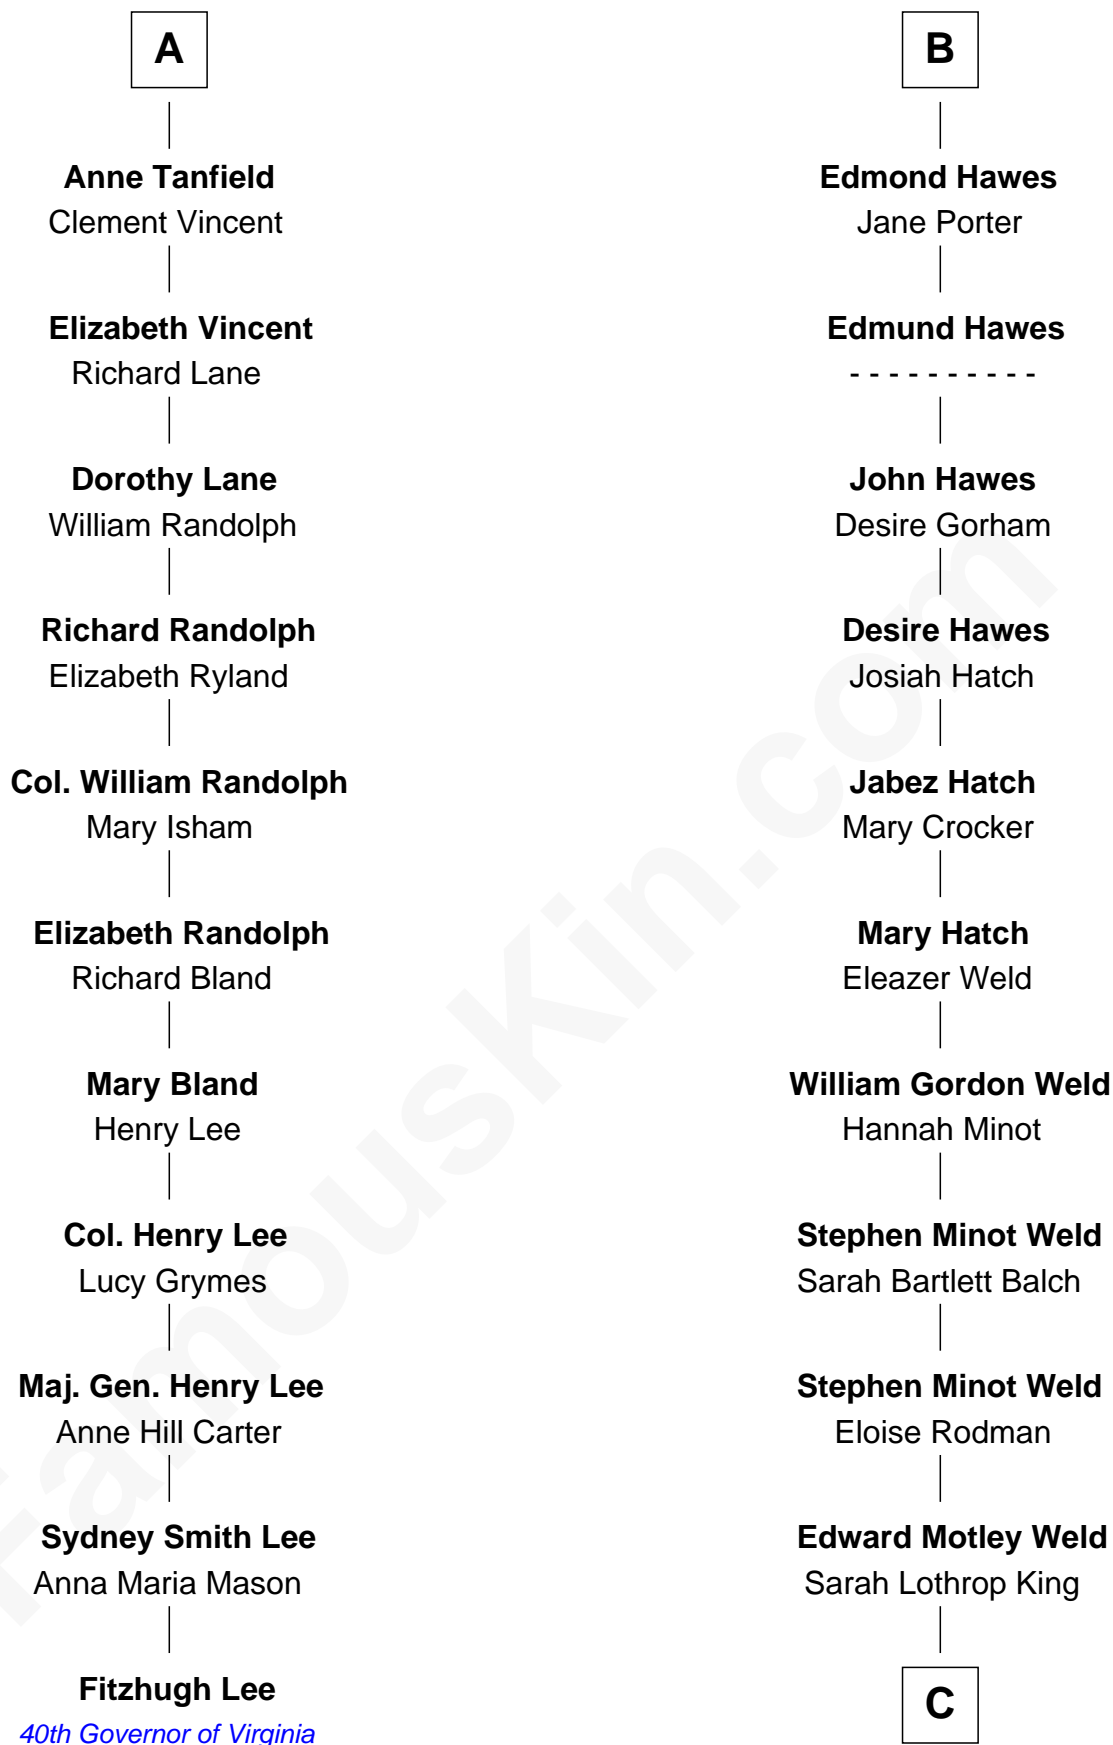 A
Anne Tanfield
Clement Vincent
Elizabeth Vincent
Richard Lane
Dorothy Lane
William Randolph
Richard Randolph
Elizabeth Ryland
Col. William Randolph
Mary Isham
Elizabeth Randolph
Richard Bland
Mary Bland
Henry Lee
Col. Henry Lee
Lucy Grymes
Maj. Gen. Henry Lee
Anne Hill Carter
Sydney Smith Lee
Anna Maria Mason
Fitzhugh Lee
40th Governor of Virginia
B
Edmond Hawes
Jane Porter
Edmund Hawes
- - - - - - - - - -
John Hawes
Desire Gorham
Desire Hawes
Josiah Hatch
Jabez Hatch
Mary Crocker
Mary Hatch
Eleazer Weld
William Gordon Weld
Hannah Minot
Stephen Minot Weld
Sarah Bartlett Balch
Stephen Minot Weld
Eloise Rodman
Edward Motley Weld
Sarah Lothrop King
C
FamousKin.com